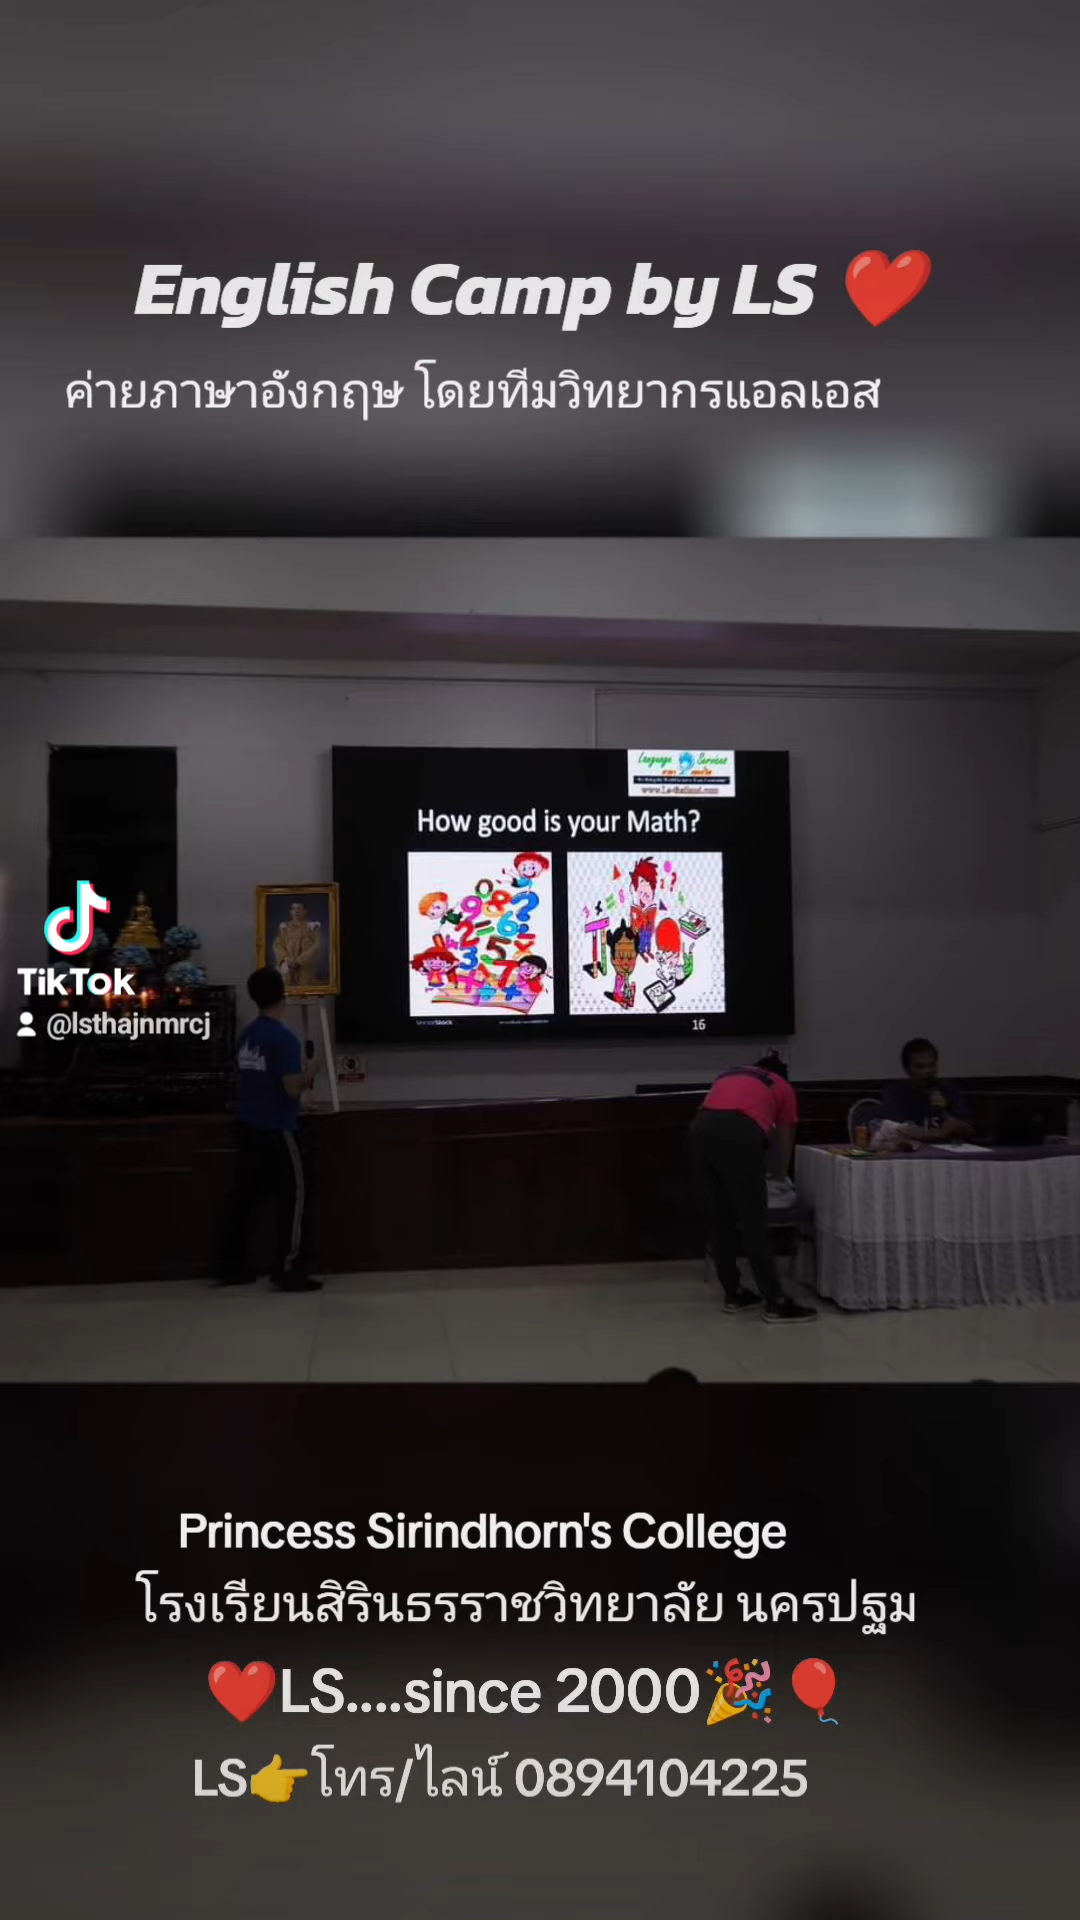 English Camp by LS ❤️
ค่ายภาษาอังกฤษ โดยทีมวิทยากรแอลเอส
Language Services
How good is your Math?
16
TikTok
@lsthajnmrcj
Princess Sirindhorn's College
โรงเรียนสิรินธรราชวิทยาลัย นครปฐม
❤️LS....since 2000🎉🎈
LS👉โทร/ไลน์ 0894104225